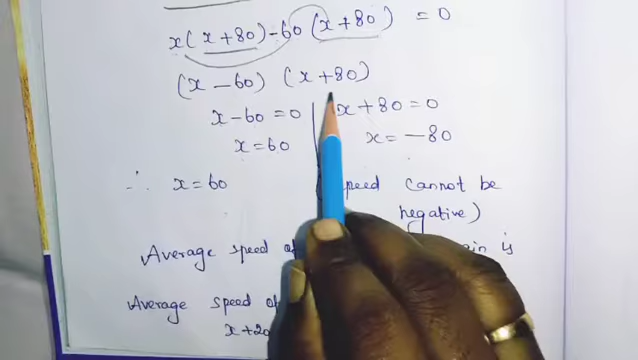 x(x+80)-60(x+80) = 0
(x-60) (x+80)
x-60=0 | x+80=0
x=60 x=-80
∴ x=60 speed cannot be
negative)
Average speed of is
Average speed of
x+20